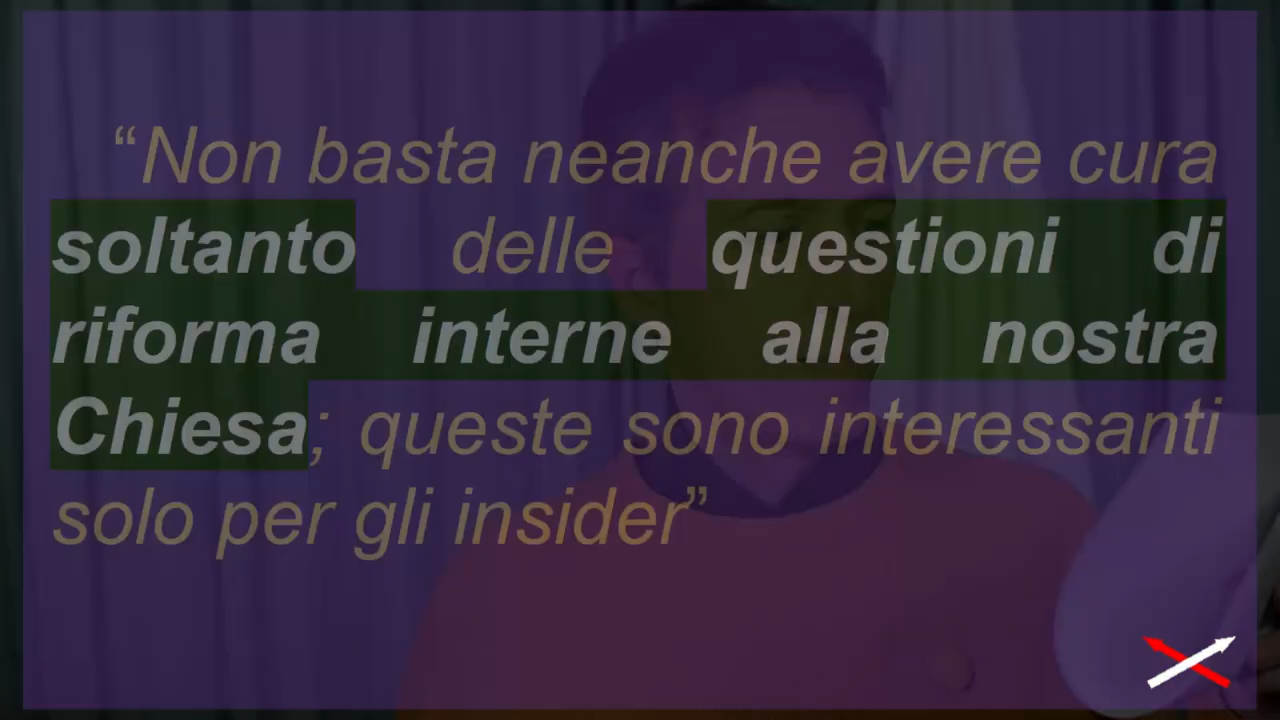 “Non basta neanche avere cura
soltanto delle questioni di
riforma interne alla nostra
Chiesa; queste sono interessanti
solo per gli insider”